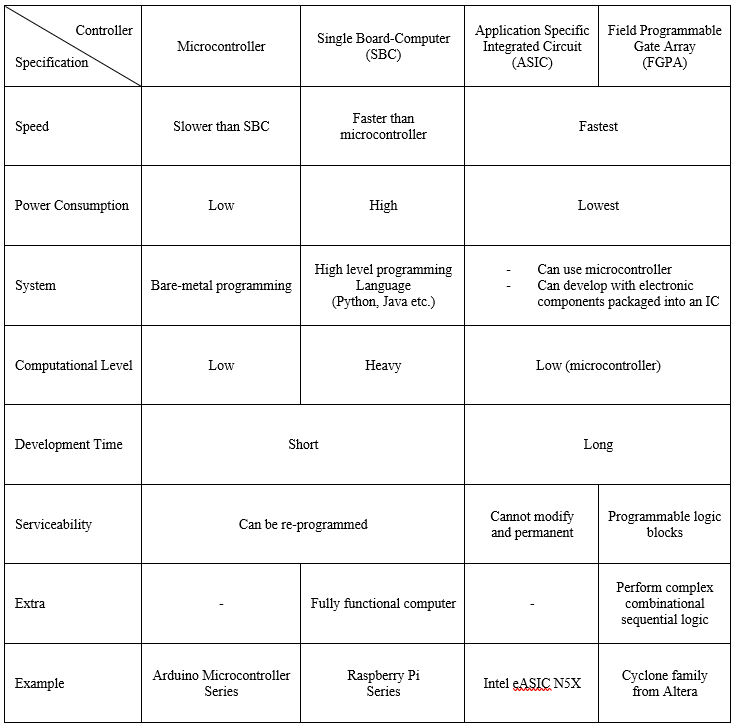 Controller
Specification
Microcontroller
Single Board-Computer
(SBC)
Application Specific
Integrated Circuit
(ASIC)
Field Programmable
Gate Array
(FGPA)
Speed
Slower than SBC
Faster than
microcontroller
Fastest
Power Consumption
Low
High
Lowest
System
Bare-metal programming
High level programming
Language
(Python, Java etc.)
- Can use microcontroller
- Can develop with electronic
components packaged into an IC
Computational Level
Low
Heavy
Low (microcontroller)
Development Time
Short
Long
Serviceability
Can be re-programmed
Cannot modify
and permanent
Programmable logic
blocks
Extra
-
Fully functional computer
-
Perform complex
combinational
sequential logic
Example
Arduino Microcontroller
Series
Raspberry Pi
Series
Intel eASIC N5X
Cyclone family
from Altera